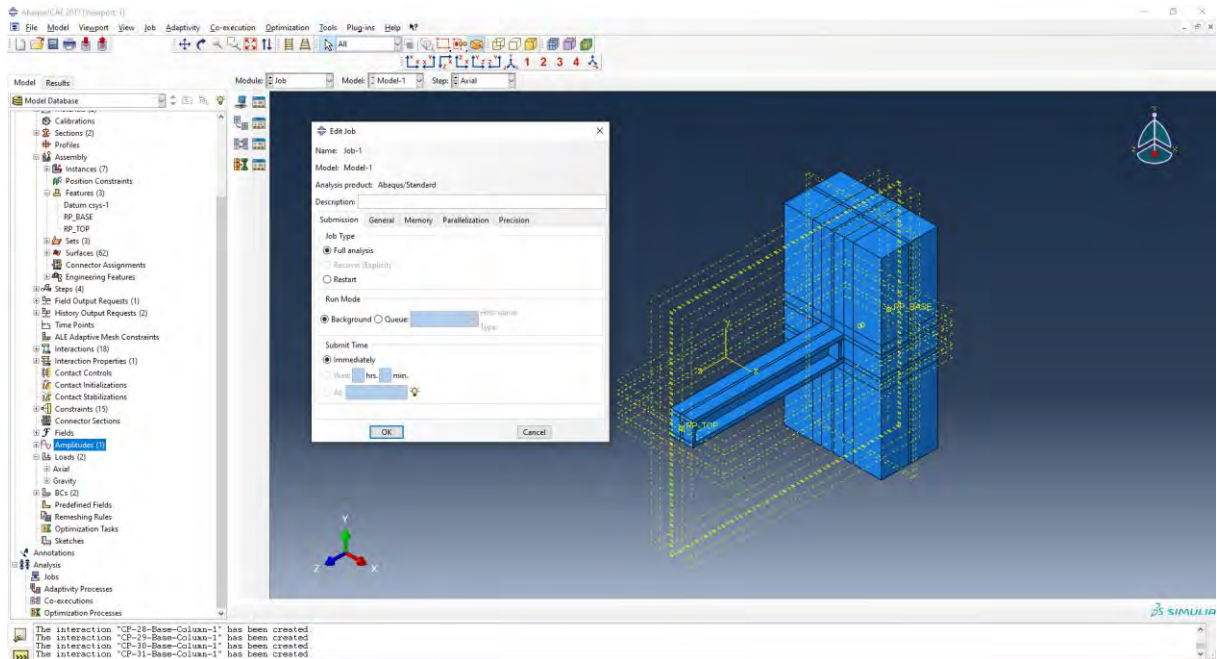 Abaqus/CAE 2017 [Viewport: 1]
File Model Viewport View Job Adaptivity Co-execution Optimization Tools Plug-ins Help
All
1 2 3 4
Model Results
Module: Job Model: Model-1 Step: Axial
Model Database
Calibrations
Sections (2)
Profiles
Assembly
Instances (7)
Position Constraints
Features (3)
Datum csys-1
RP_BASE
RP_TOP
Sets (3)
Surfaces (62)
Connector Assignments
Engineering Features
Steps (4)
Field Output Requests (1)
History Output Requests (2)
Time Points
ALE Adaptive Mesh Constraints
Interactions (18)
Interaction Properties (1)
Contact Controls
Contact Initializations
Contact Stabilizations
Constraints (15)
Connector Sections
Fields
Amplitudes (1)
Loads (2)
Axial
Gravity
BCs (2)
Predefined Fields
Remeshing Rules
Optimization Tasks
Sketches
Annotations
Analysis
Jobs
Adaptivity Processes
Co-executions
Optimization Processes
Edit Job
Name: Job-1
Model: Model-1
Analysis product: Abaqus/Standard
Description:
Submission General Memory Parallelization Precision
Job Type
Full analysis
Recover (Explicit)
Restart
Run Mode
Background Queue: Host name:
Type:
Submit Time
Immediately
Wait: hrs. min.
At:
OK Cancel
RP_BASE
RP_TOP
Y
Z X
Y
Z X
SIMULIA
The interaction "CP-28-Base-Column-1" has been created.
The interaction "CP-29-Base-Column-1" has been created.
The interaction "CP-30-Base-Column-1" has been created.
The interaction "CP-31-Base-Column-1" has been created.